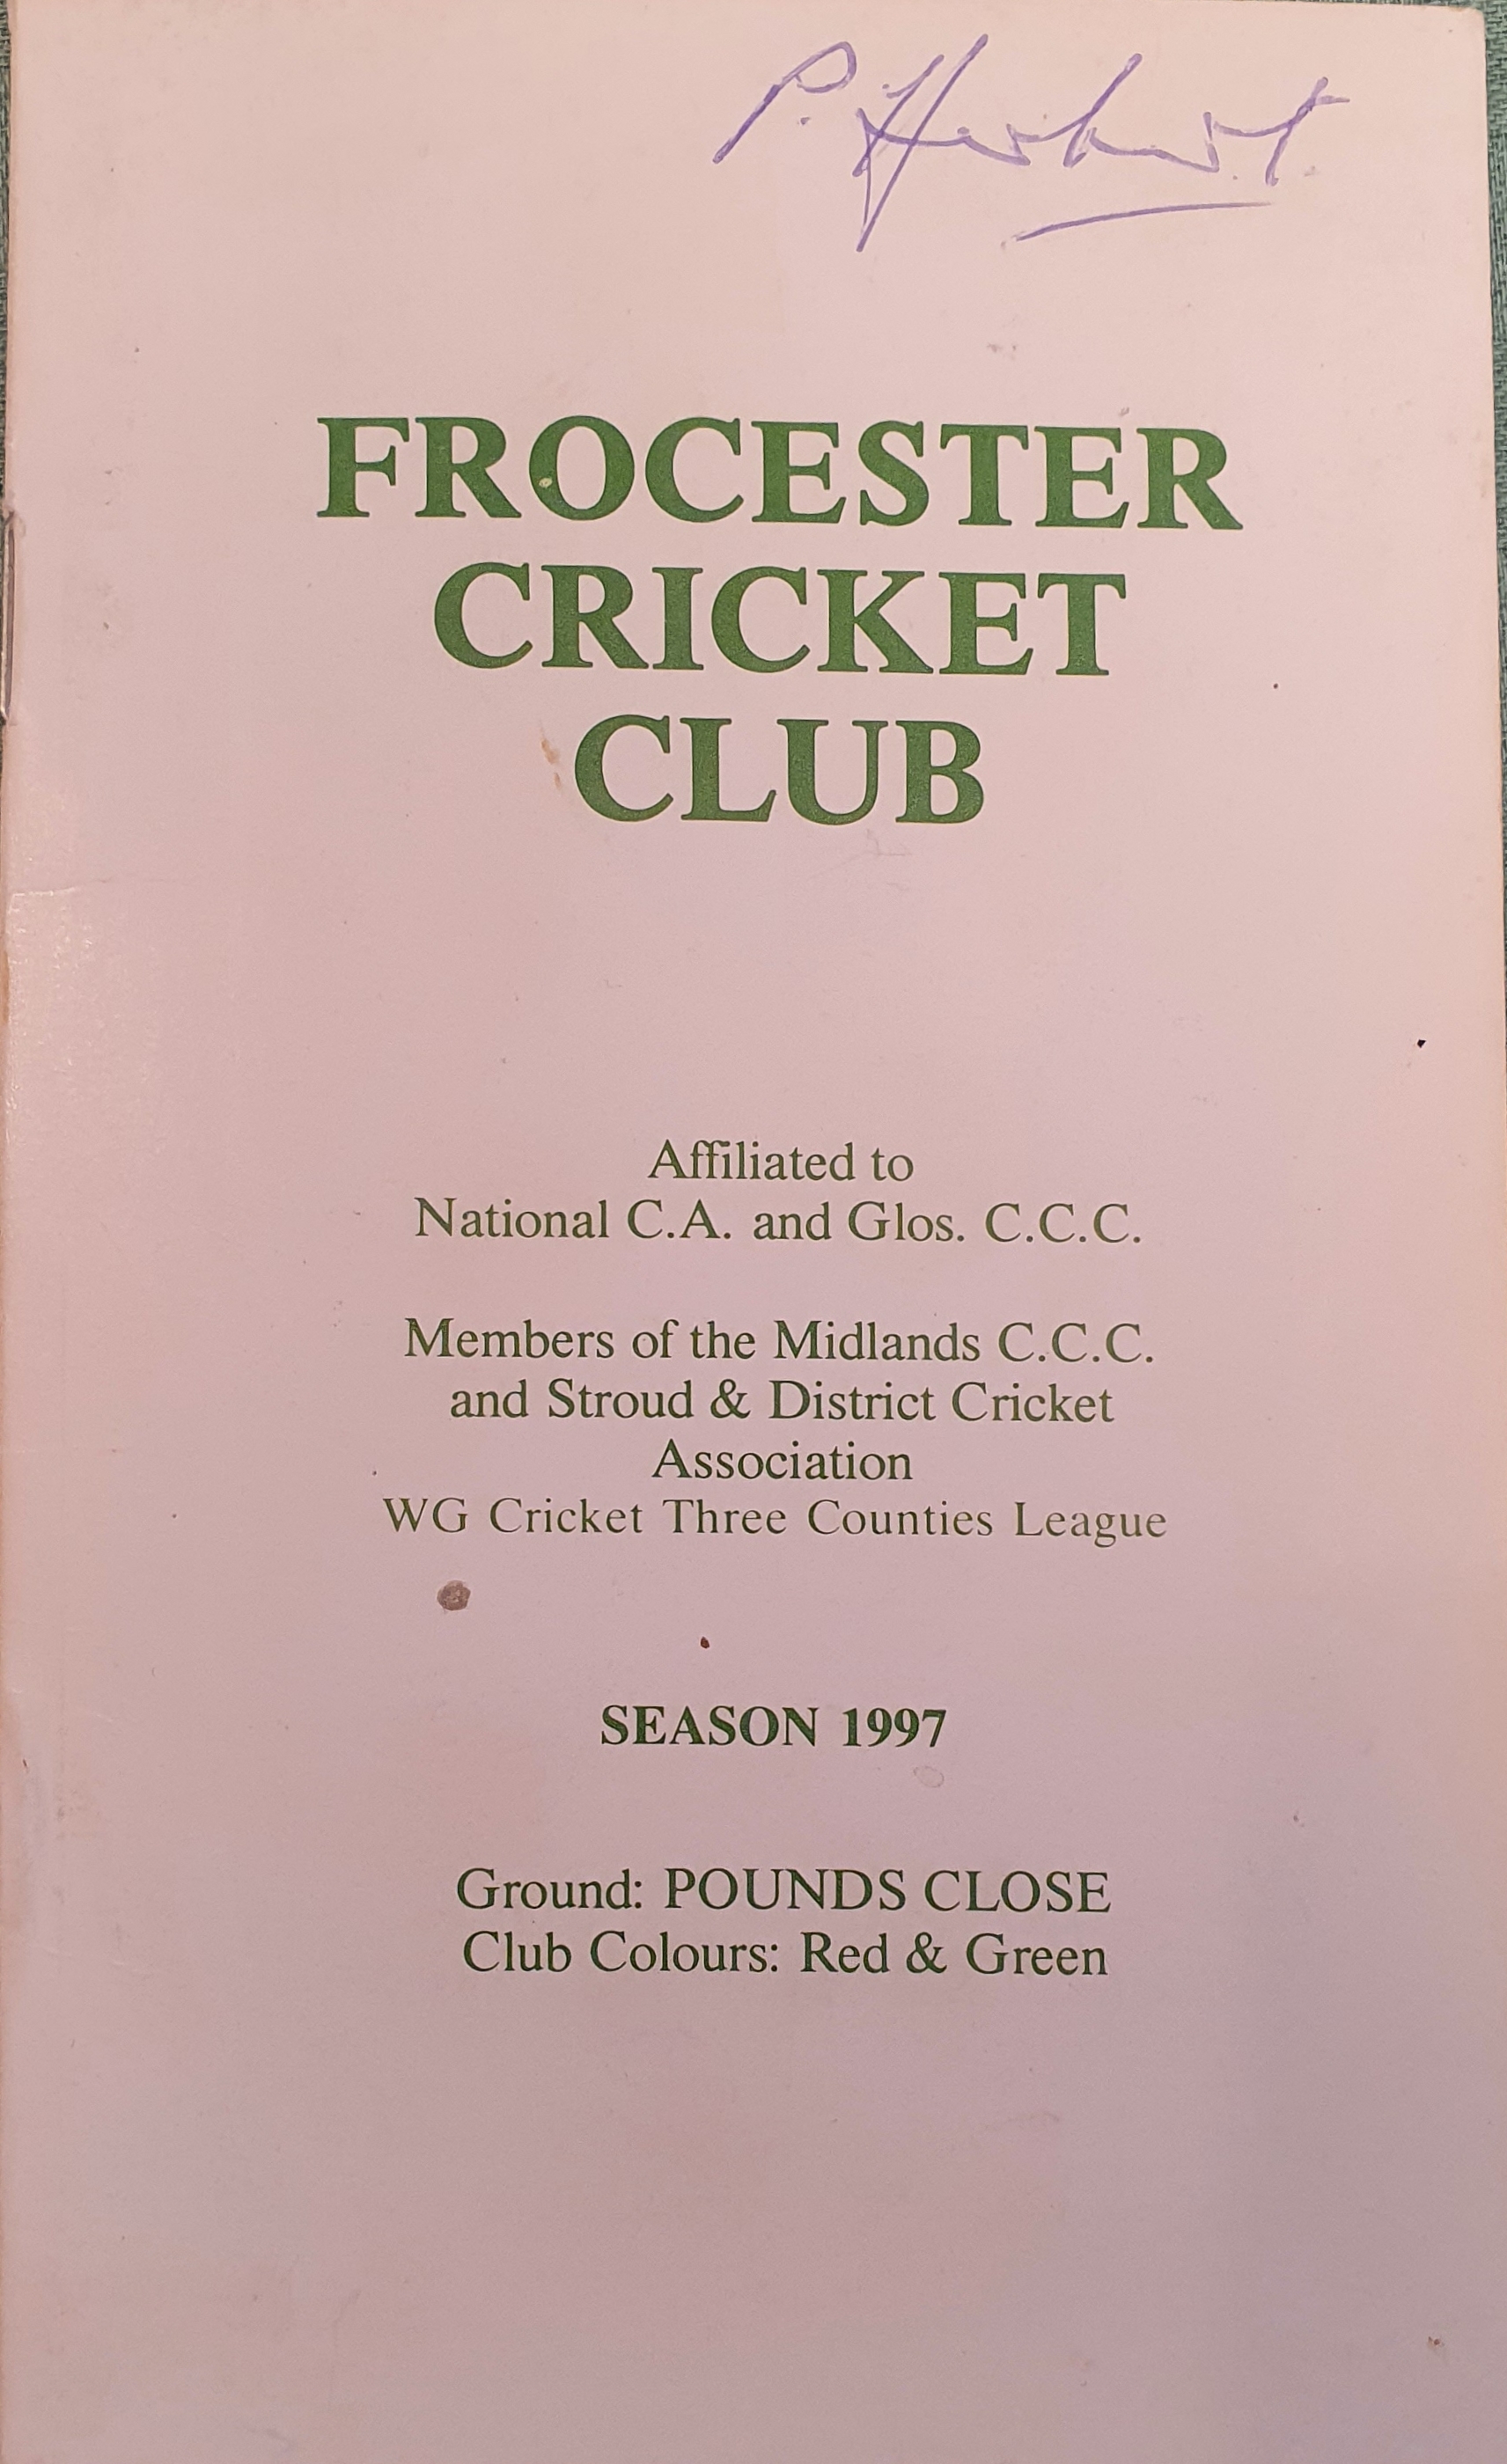 P. Herbert.
FROCESTER
CRICKET
CLUB
Affiliated to
National C.A. and Glos. C.C.C.
Members of the Midlands C.C.C.
and Stroud & District Cricket
Association
WG Cricket Three Counties League
SEASON 1997
Ground: POUNDS CLOSE
Club Colours: Red & Green